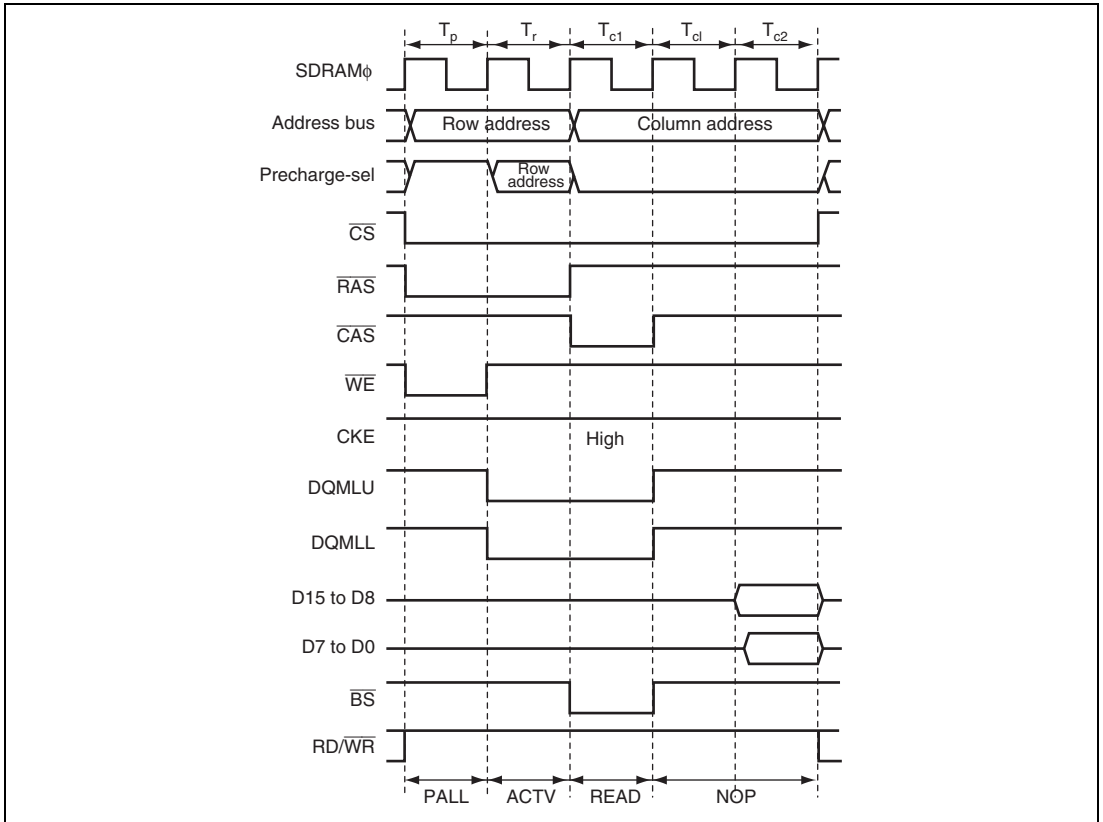 Tp Tr Tc1 Tcl Tc2
SDRAMϕ
Address bus Row address Column address
Precharge-sel Row
address
CS
RAS
CAS
WE
CKE High
DQMLU
DQMLL
D15 to D8
D7 to D0
BS
RD/WR
PALL ACTV READ NOP